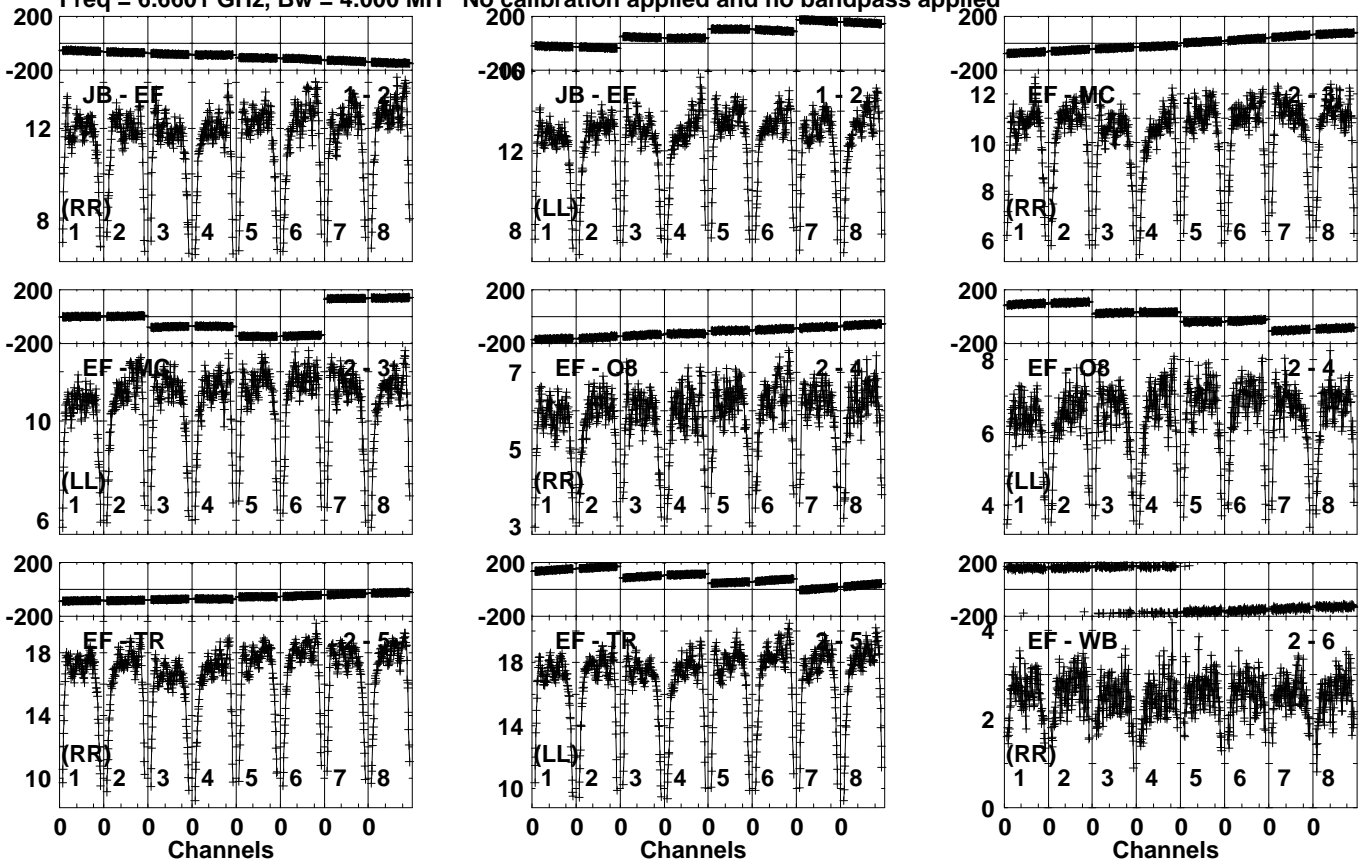 Freq = 6.6601 GHz, Bw = 4.000 MH No calibration applied and no bandpass applied
200
-200
JB - EF 1 - 2
12
8
(RR)
1 2 3 4 5 6 7 8
200
-200
16
JB - EF 1 - 2
12
8
(LL)
1 2 3 4 5 6 7 8
200
-200
12
EF - MC 2 - 3
10
8
6
(RR)
1 2 3 4 5 6 7 8
200
-200
EF - MC 2 - 3
10
6
(LL)
1 2 3 4 5 6 7 8
200
-200
7
EF - O8 2 - 4
5
3
(RR)
1 2 3 4 5 6 7 8
200
-200
8
EF - O8 2 - 4
6
4
(LL)
1 2 3 4 5 6 7 8
200
-200
EF - TR 2 - 5
18
14
10
(RR)
1 2 3 4 5 6 7 8
0 0 0 0 0 0 0 0
Channels
200
-200
EF - TR 2 - 5
18
14
10
(LL)
1 2 3 4 5 6 7 8
0 0 0 0 0 0 0 0
Channels
200
-200
4
EF - WB 2 - 6
2
0
(RR)
1 2 3 4 5 6 7 8
0 0 0 0 0 0 0 0
Channels